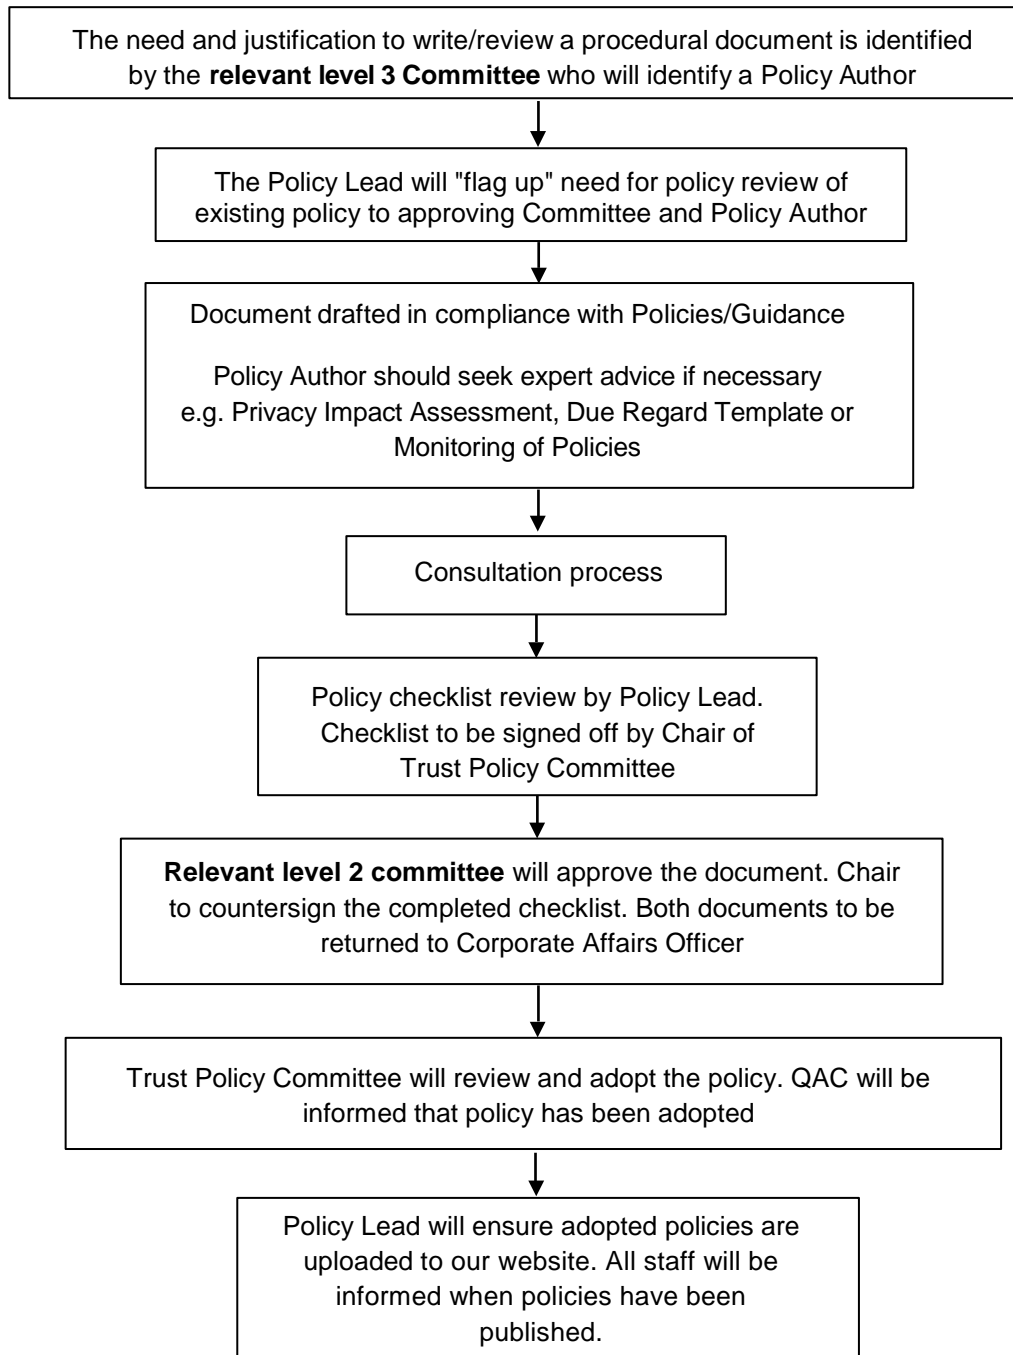 The need and justification to write/review a procedural document is identified
by the relevant level 3 Committee who will identify a Policy Author
The Policy Lead will "flag up" need for policy review of
existing policy to approving Committee and Policy Author
Document drafted in compliance with Policies/Guidance
Policy Author should seek expert advice if necessary
e.g. Privacy Impact Assessment, Due Regard Template or
Monitoring of Policies
Consultation process
Policy checklist review by Policy Lead.
Checklist to be signed off by Chair of
Trust Policy Committee
Relevant level 2 committee will approve the document. Chair
to countersign the completed checklist. Both documents to be
returned to Corporate Affairs Officer
Trust Policy Committee will review and adopt the policy. QAC will be
informed that policy has been adopted
Policy Lead will ensure adopted policies are
uploaded to our website. All staff will be
informed when policies have been
published.